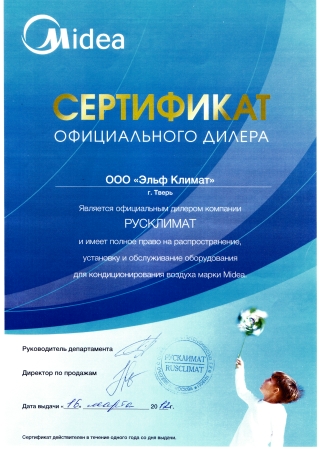 Midea
СЕРТИФИКАТ
ОФИЦИАЛЬНОГО ДИЛЕРА
ООО «Эльф Климат»
г. Тверь
Является официальным дилером компании
РУСКЛИМАТ
и имеет полное право на распространение,
установку и обслуживание оборудования
для кондиционирования воздуха марки Midea.
Руководитель департамента
Директор по продажам
РУСКЛИМАТ
RUSCLIMAT
Дата выдачи «16» марта 2012г.
Сертификат действителен в течение одного года со дня выдачи.